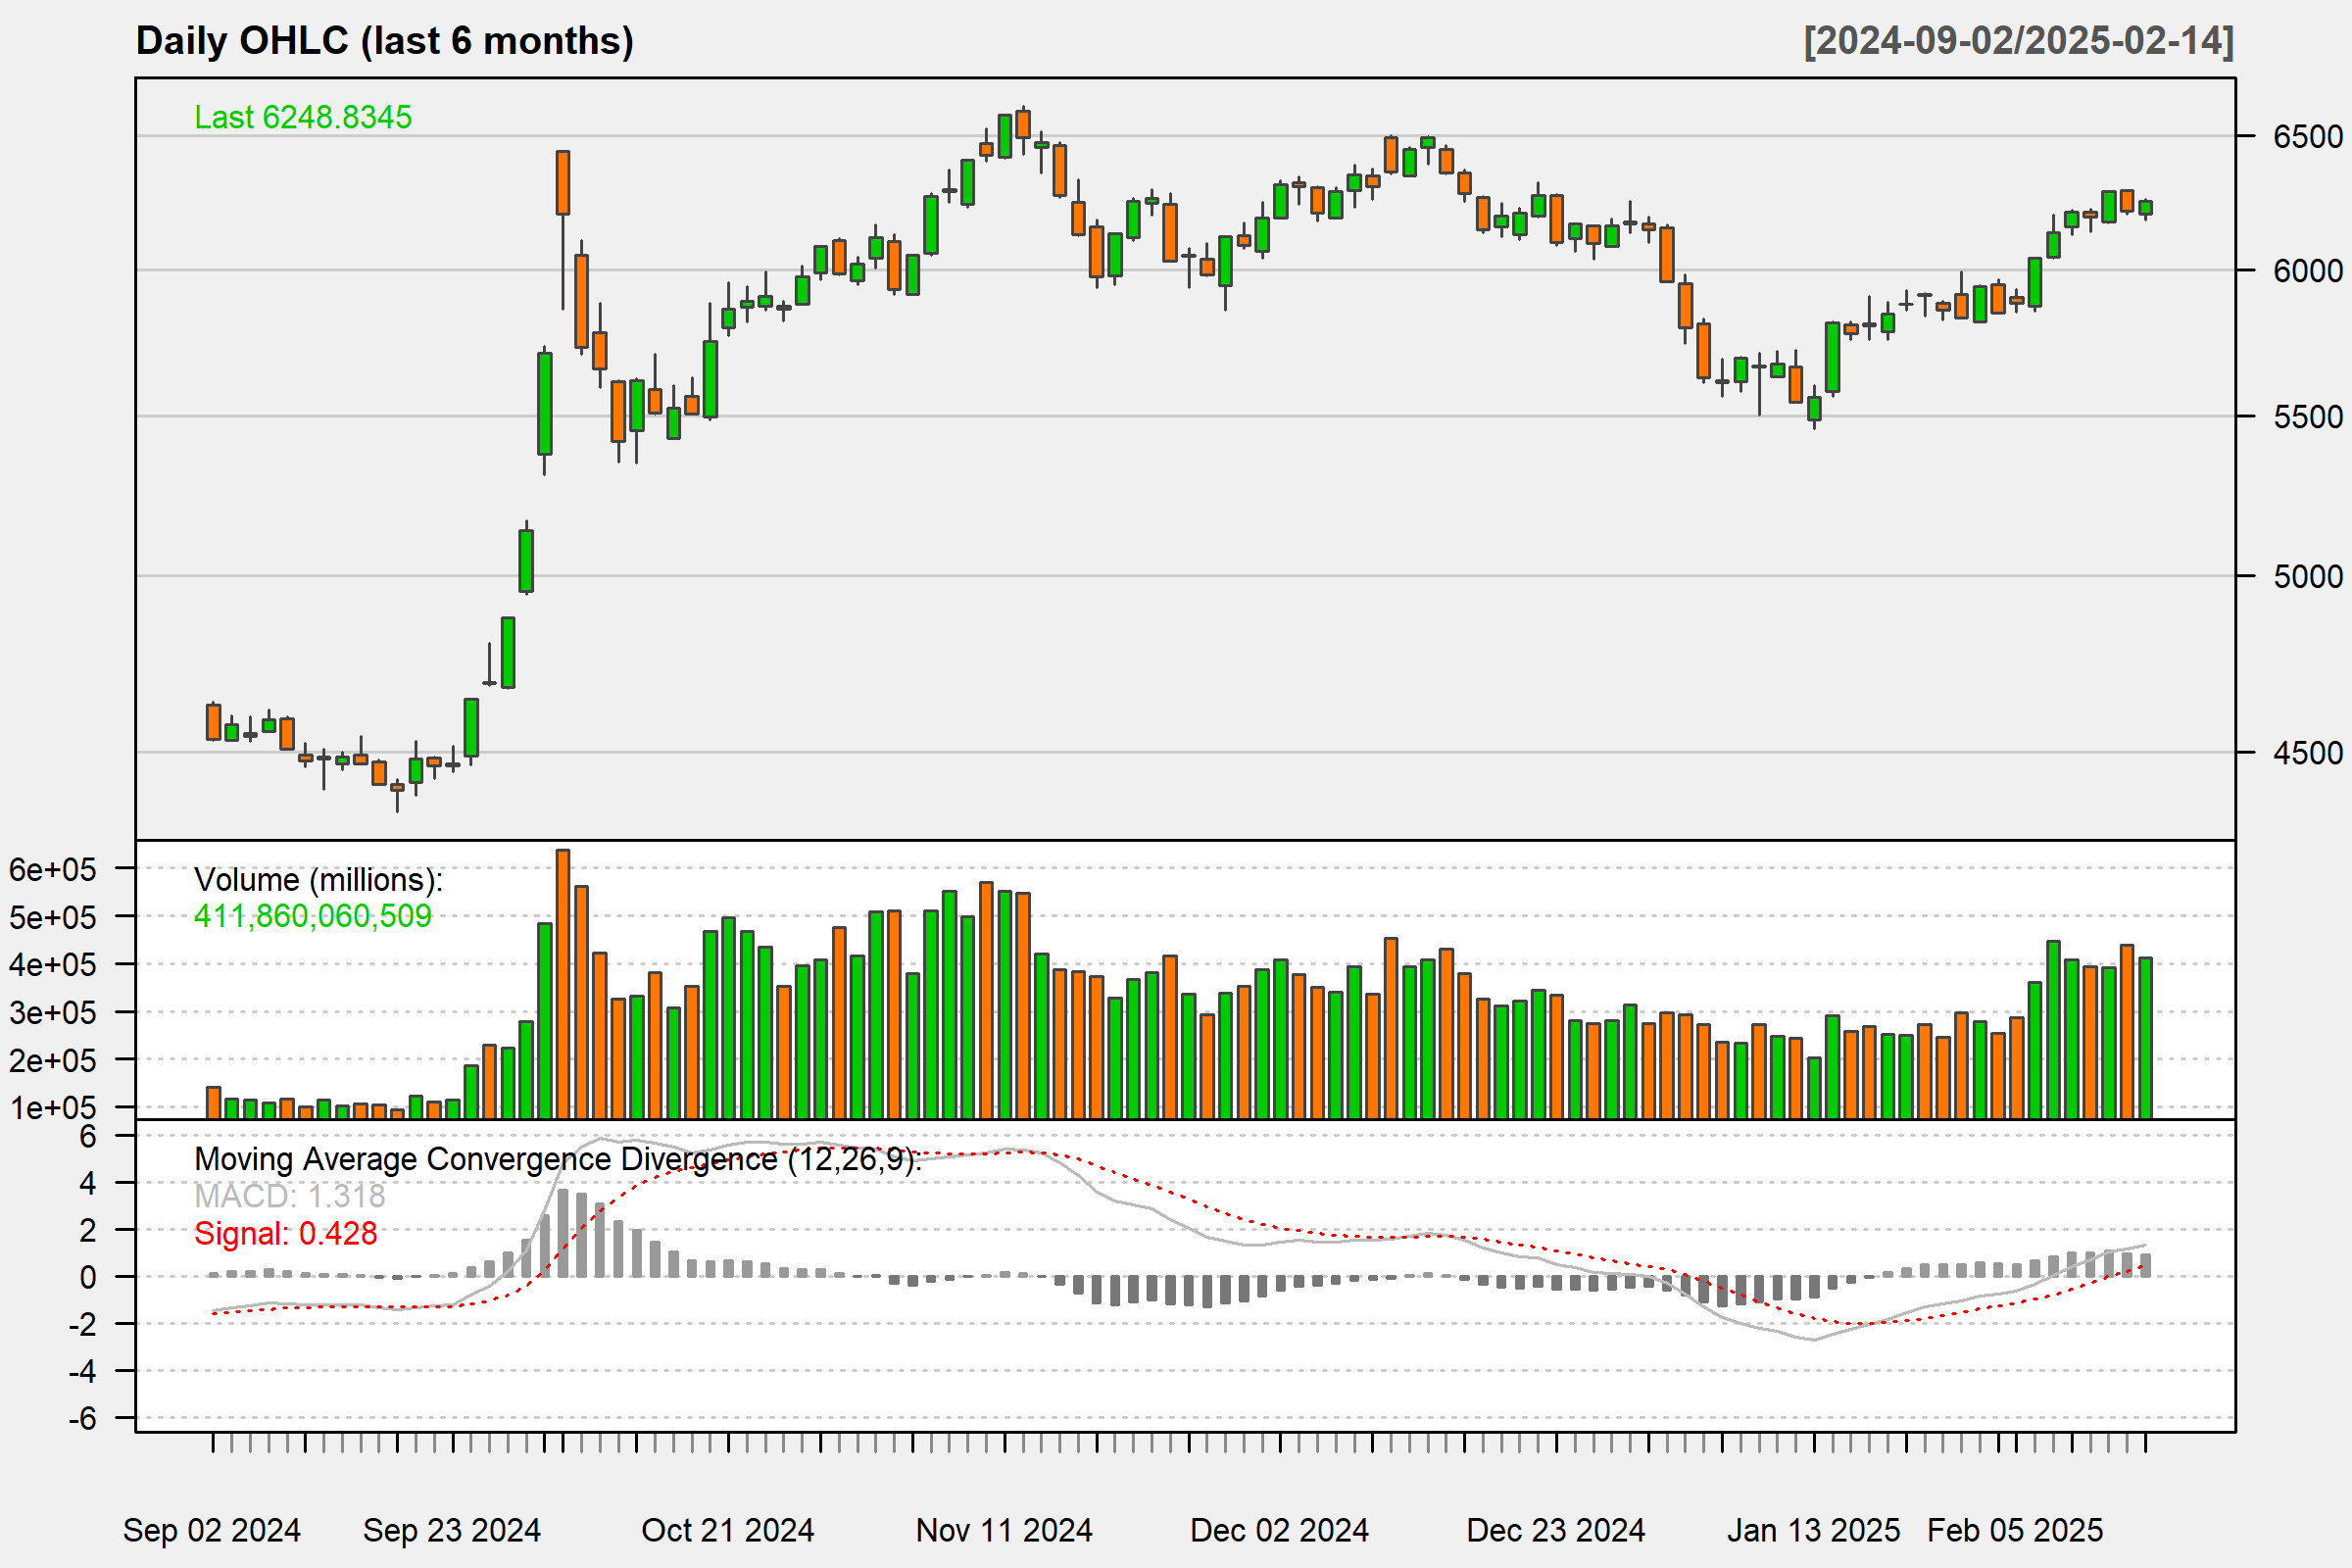 Daily OHLC (last 6 months)
[2024-09-02/2025-02-14]
Last 6248.8345
6500
6000
5500
5000
4500
Volume (millions):
411,860,060,509
6e+05
5e+05
4e+05
3e+05
2e+05
1e+05
Moving Average Convergence Divergence (12,26,9):
MACD: 1.318
Signal: 0.428
6
4
2
0
-2
-4
-6
Sep 02 2024
Sep 23 2024
Oct 21 2024
Nov 11 2024
Dec 02 2024
Dec 23 2024
Jan 13 2025
Feb 05 2025